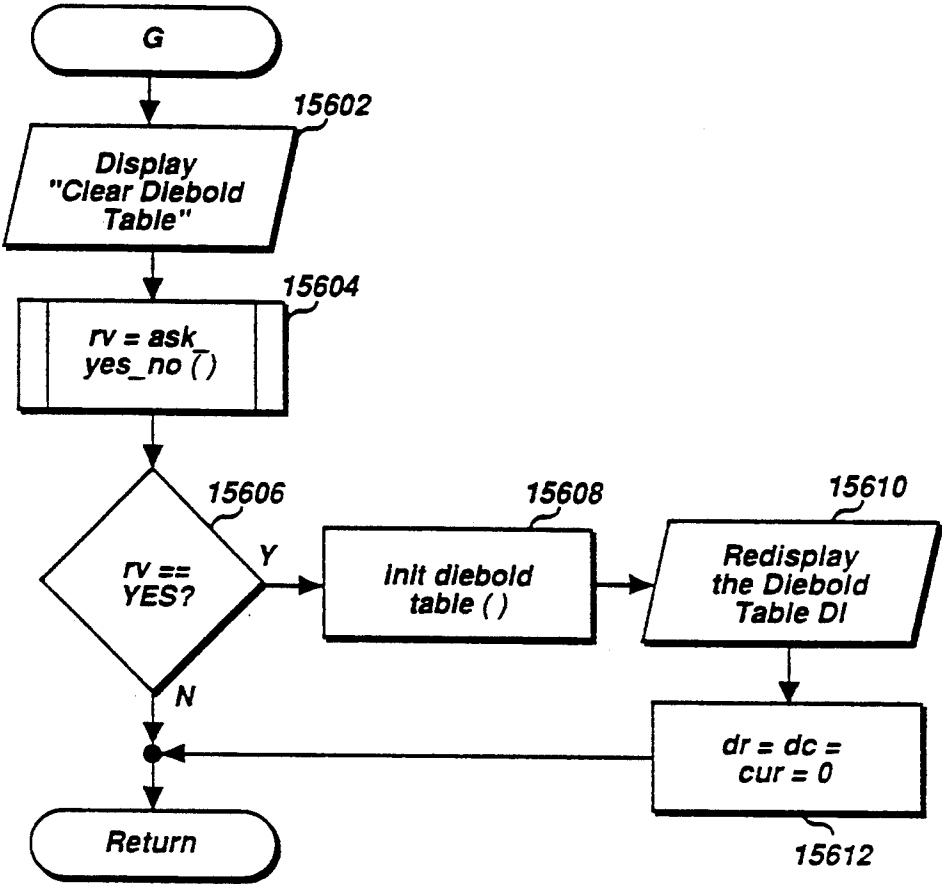 G
15602
Display
"Clear Diebold
Table"
15604
rv = ask_
yes_no ( )
15606
rv ==
YES?
Y
N
15608
init diebold
table ( )
15610
Redisplay
the Diebold
Table DI
dr = dc =
cur = 0
15612
Return